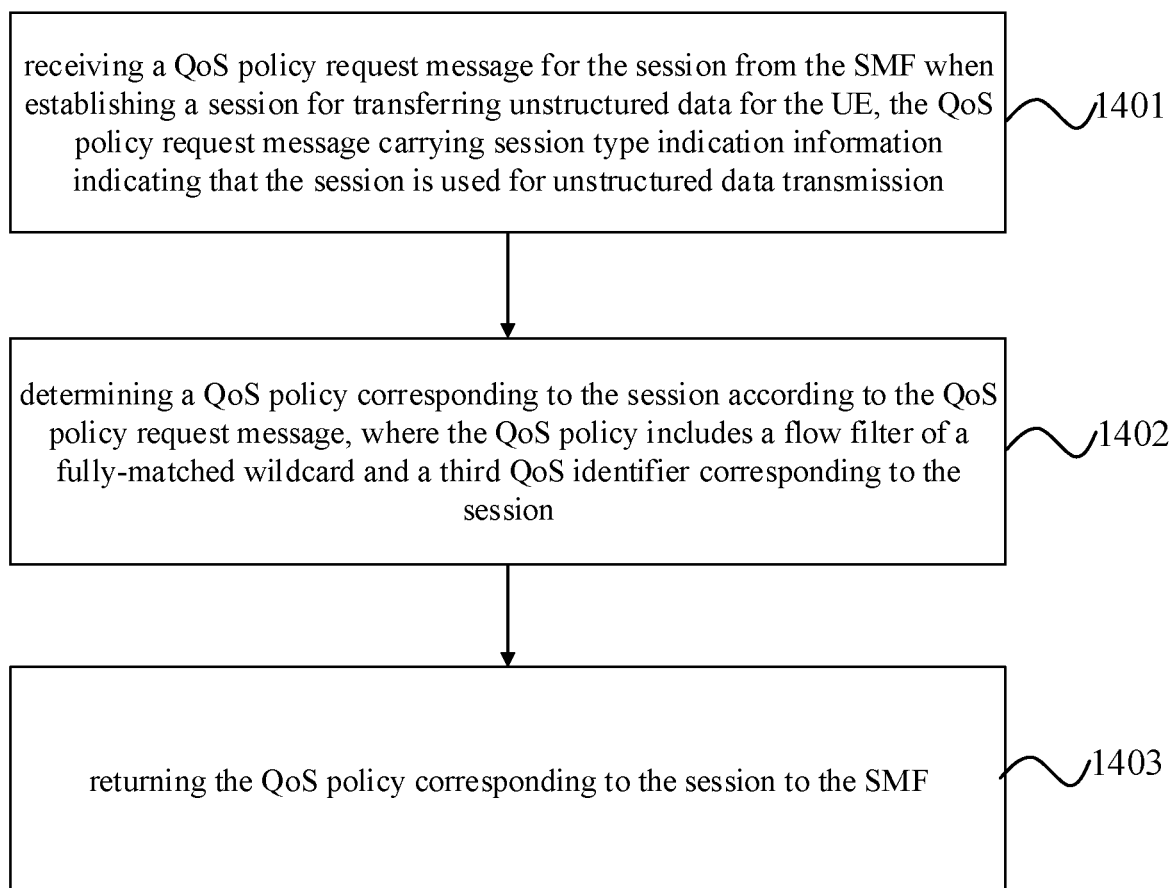 receiving a QoS policy request message for the session from the SMF when
establishing a session for transferring unstructured data for the UE, the QoS
policy request message carrying session type indication information
indicating that the session is used for unstructured data transmission
1401
determining a QoS policy corresponding to the session according to the QoS
policy request message, where the QoS policy includes a flow filter of a
fully-matched wildcard and a third QoS identifier corresponding to the
session
1402
returning the QoS policy corresponding to the session to the SMF
1403